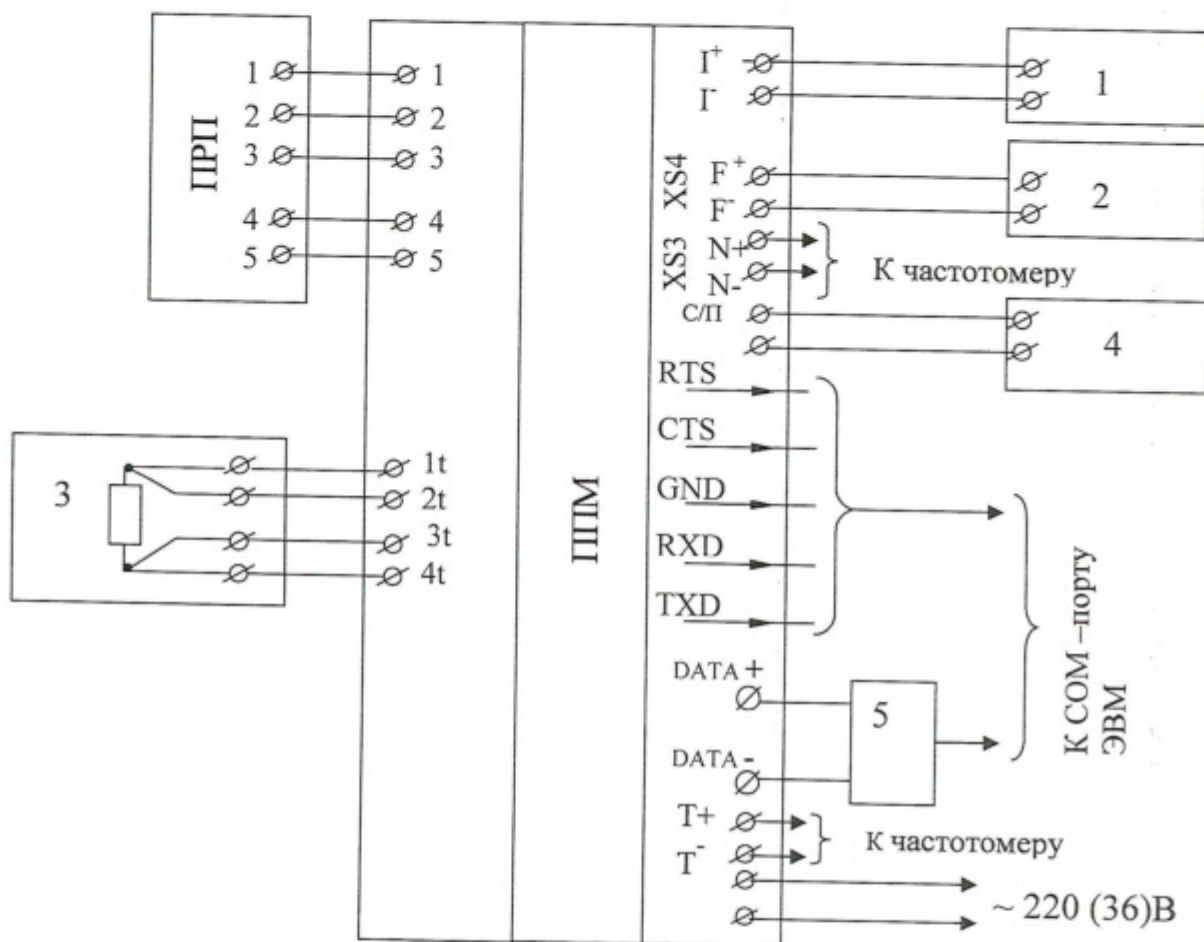 ПРП
1
2
3
4
5
1
2
3
4
5
3
1t
2t
3t
4t
ППМ
I+
I-
XS4
F+
F-
XS3
N+
N-
С/П
RTS
CTS
GND
RXD
TXD
DATA+
DATA-
T+
T-
1
2
К частотомеру
4
5
К COM –порту
ЭВМ
К частотомеру
~ 220 (36)В